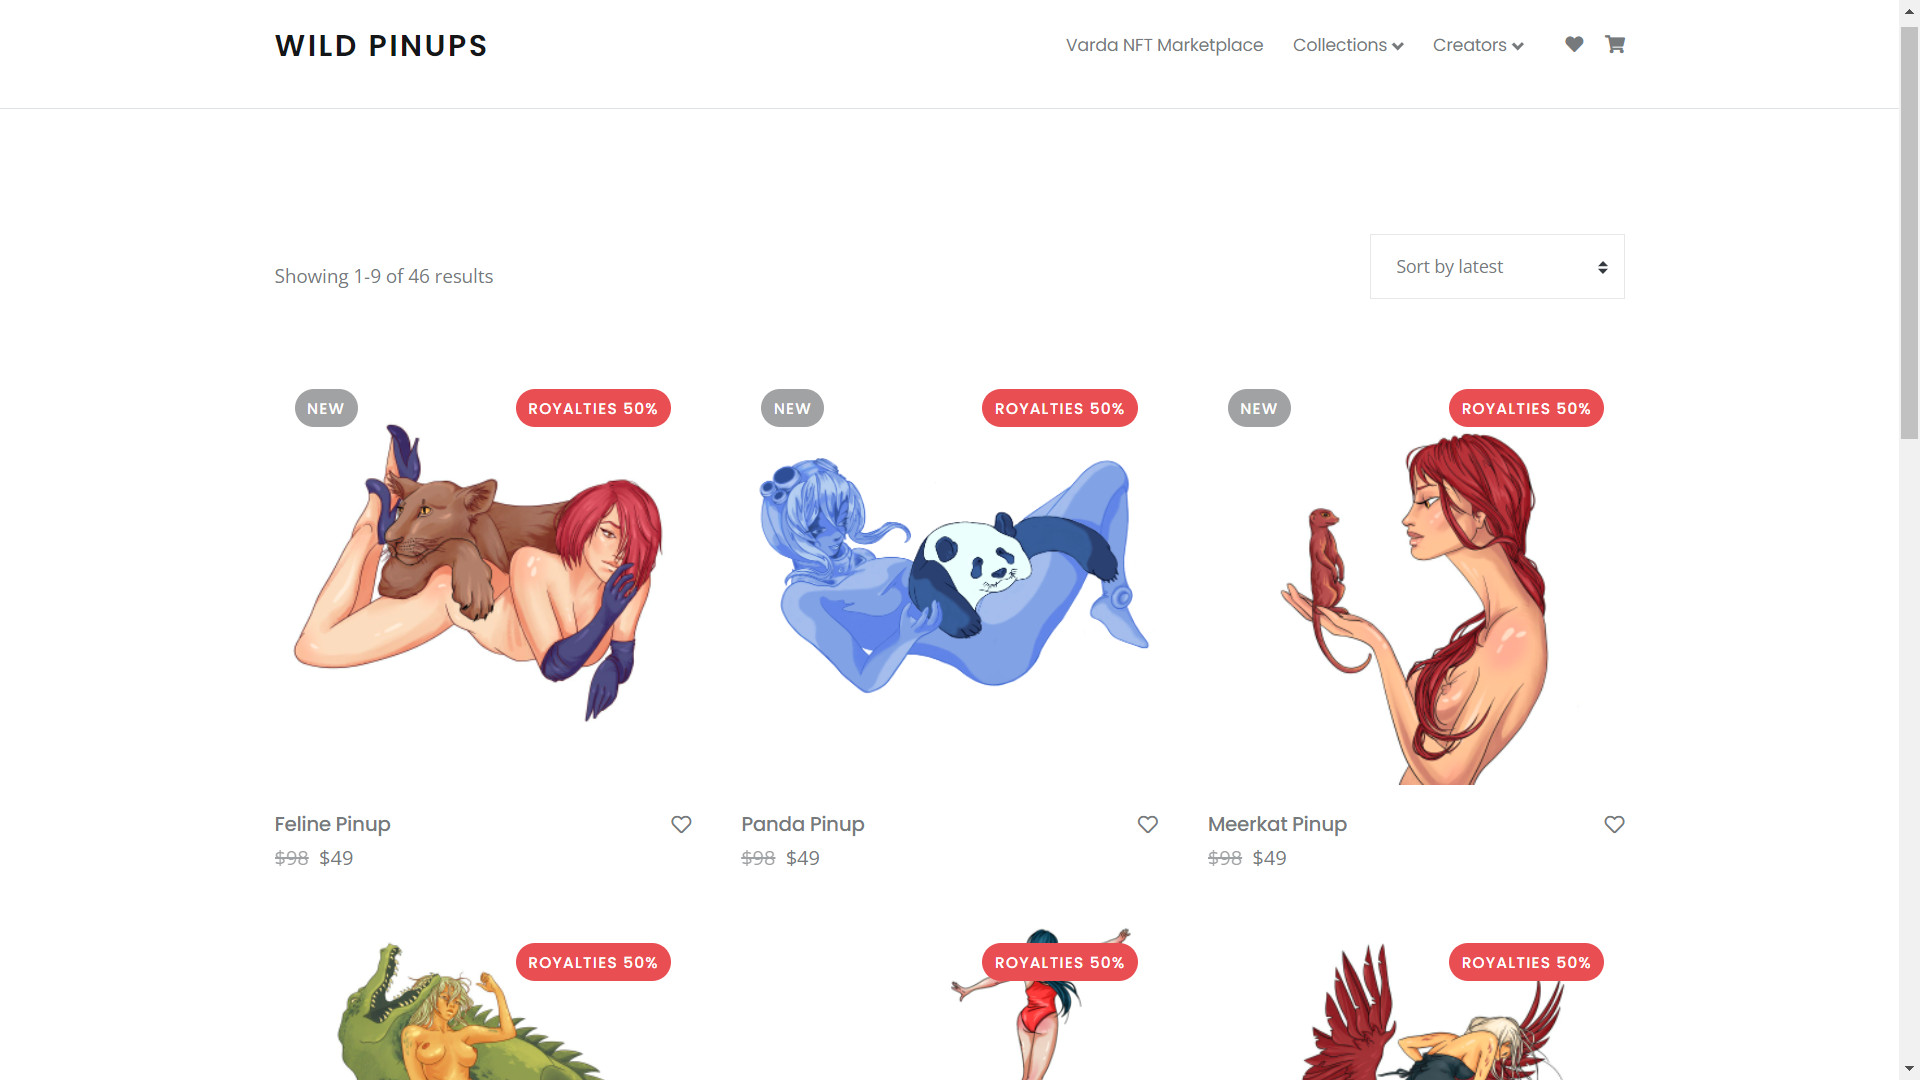 WILD PINUPS
Varda NFT Marketplace Collections Creators
Showing 1-9 of 46 results
Sort by latest
NEW ROYALTIES 50% NEW ROYALTIES 50% NEW ROYALTIES 50%
Feline Pinup Panda Pinup Meerkat Pinup
$98 $49 $98 $49 $98 $49
ROYALTIES 50% ROYALTIES 50% ROYALTIES 50%